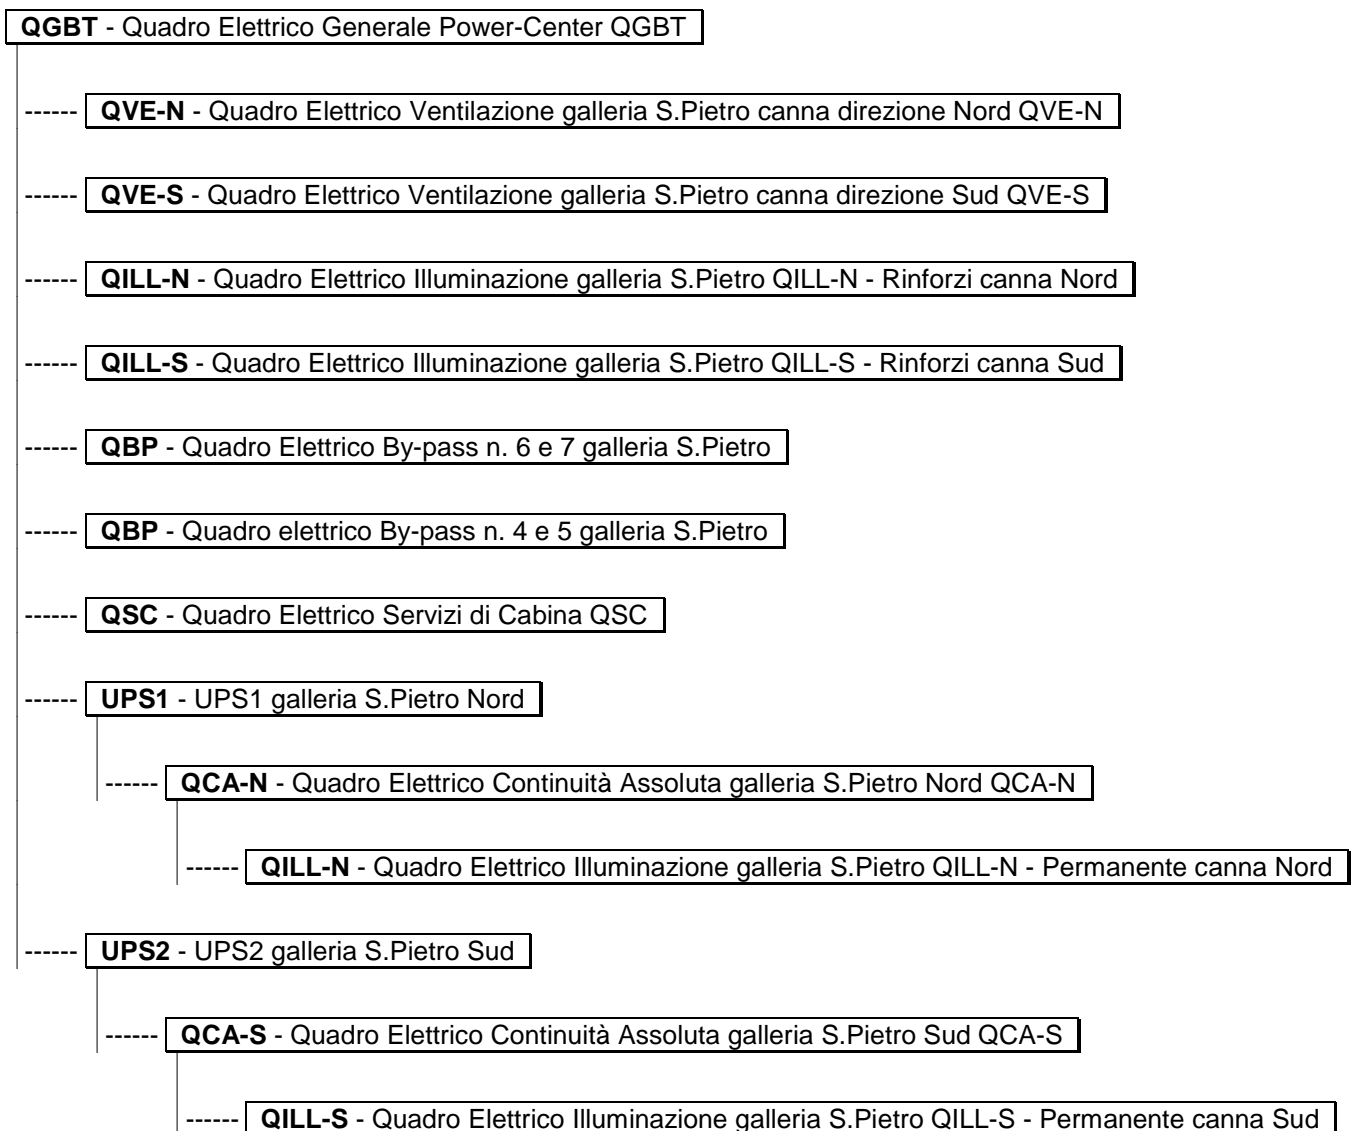 QGBT - Quadro Elettrico Generale Power-Center QGBT
------ QVE-N - Quadro Elettrico Ventilazione galleria S.Pietro canna direzione Nord QVE-N
------ QVE-S - Quadro Elettrico Ventilazione galleria S.Pietro canna direzione Sud QVE-S
------ QILL-N - Quadro Elettrico Illuminazione galleria S.Pietro QILL-N - Rinforzi canna Nord
------ QILL-S - Quadro Elettrico Illuminazione galleria S.Pietro QILL-S - Rinforzi canna Sud
------ QBP - Quadro Elettrico By-pass n. 6 e 7 galleria S.Pietro
------ QBP - Quadro elettrico By-pass n. 4 e 5 galleria S.Pietro
------ QSC - Quadro Elettrico Servizi di Cabina QSC
------ UPS1 - UPS1 galleria S.Pietro Nord
------ QCA-N - Quadro Elettrico Continuità Assoluta galleria S.Pietro Nord QCA-N
------ QILL-N - Quadro Elettrico Illuminazione galleria S.Pietro QILL-N - Permanente canna Nord
------ UPS2 - UPS2 galleria S.Pietro Sud
------ QCA-S - Quadro Elettrico Continuità Assoluta galleria S.Pietro Sud QCA-S
------ QILL-S - Quadro Elettrico Illuminazione galleria S.Pietro QILL-S - Permanente canna Sud